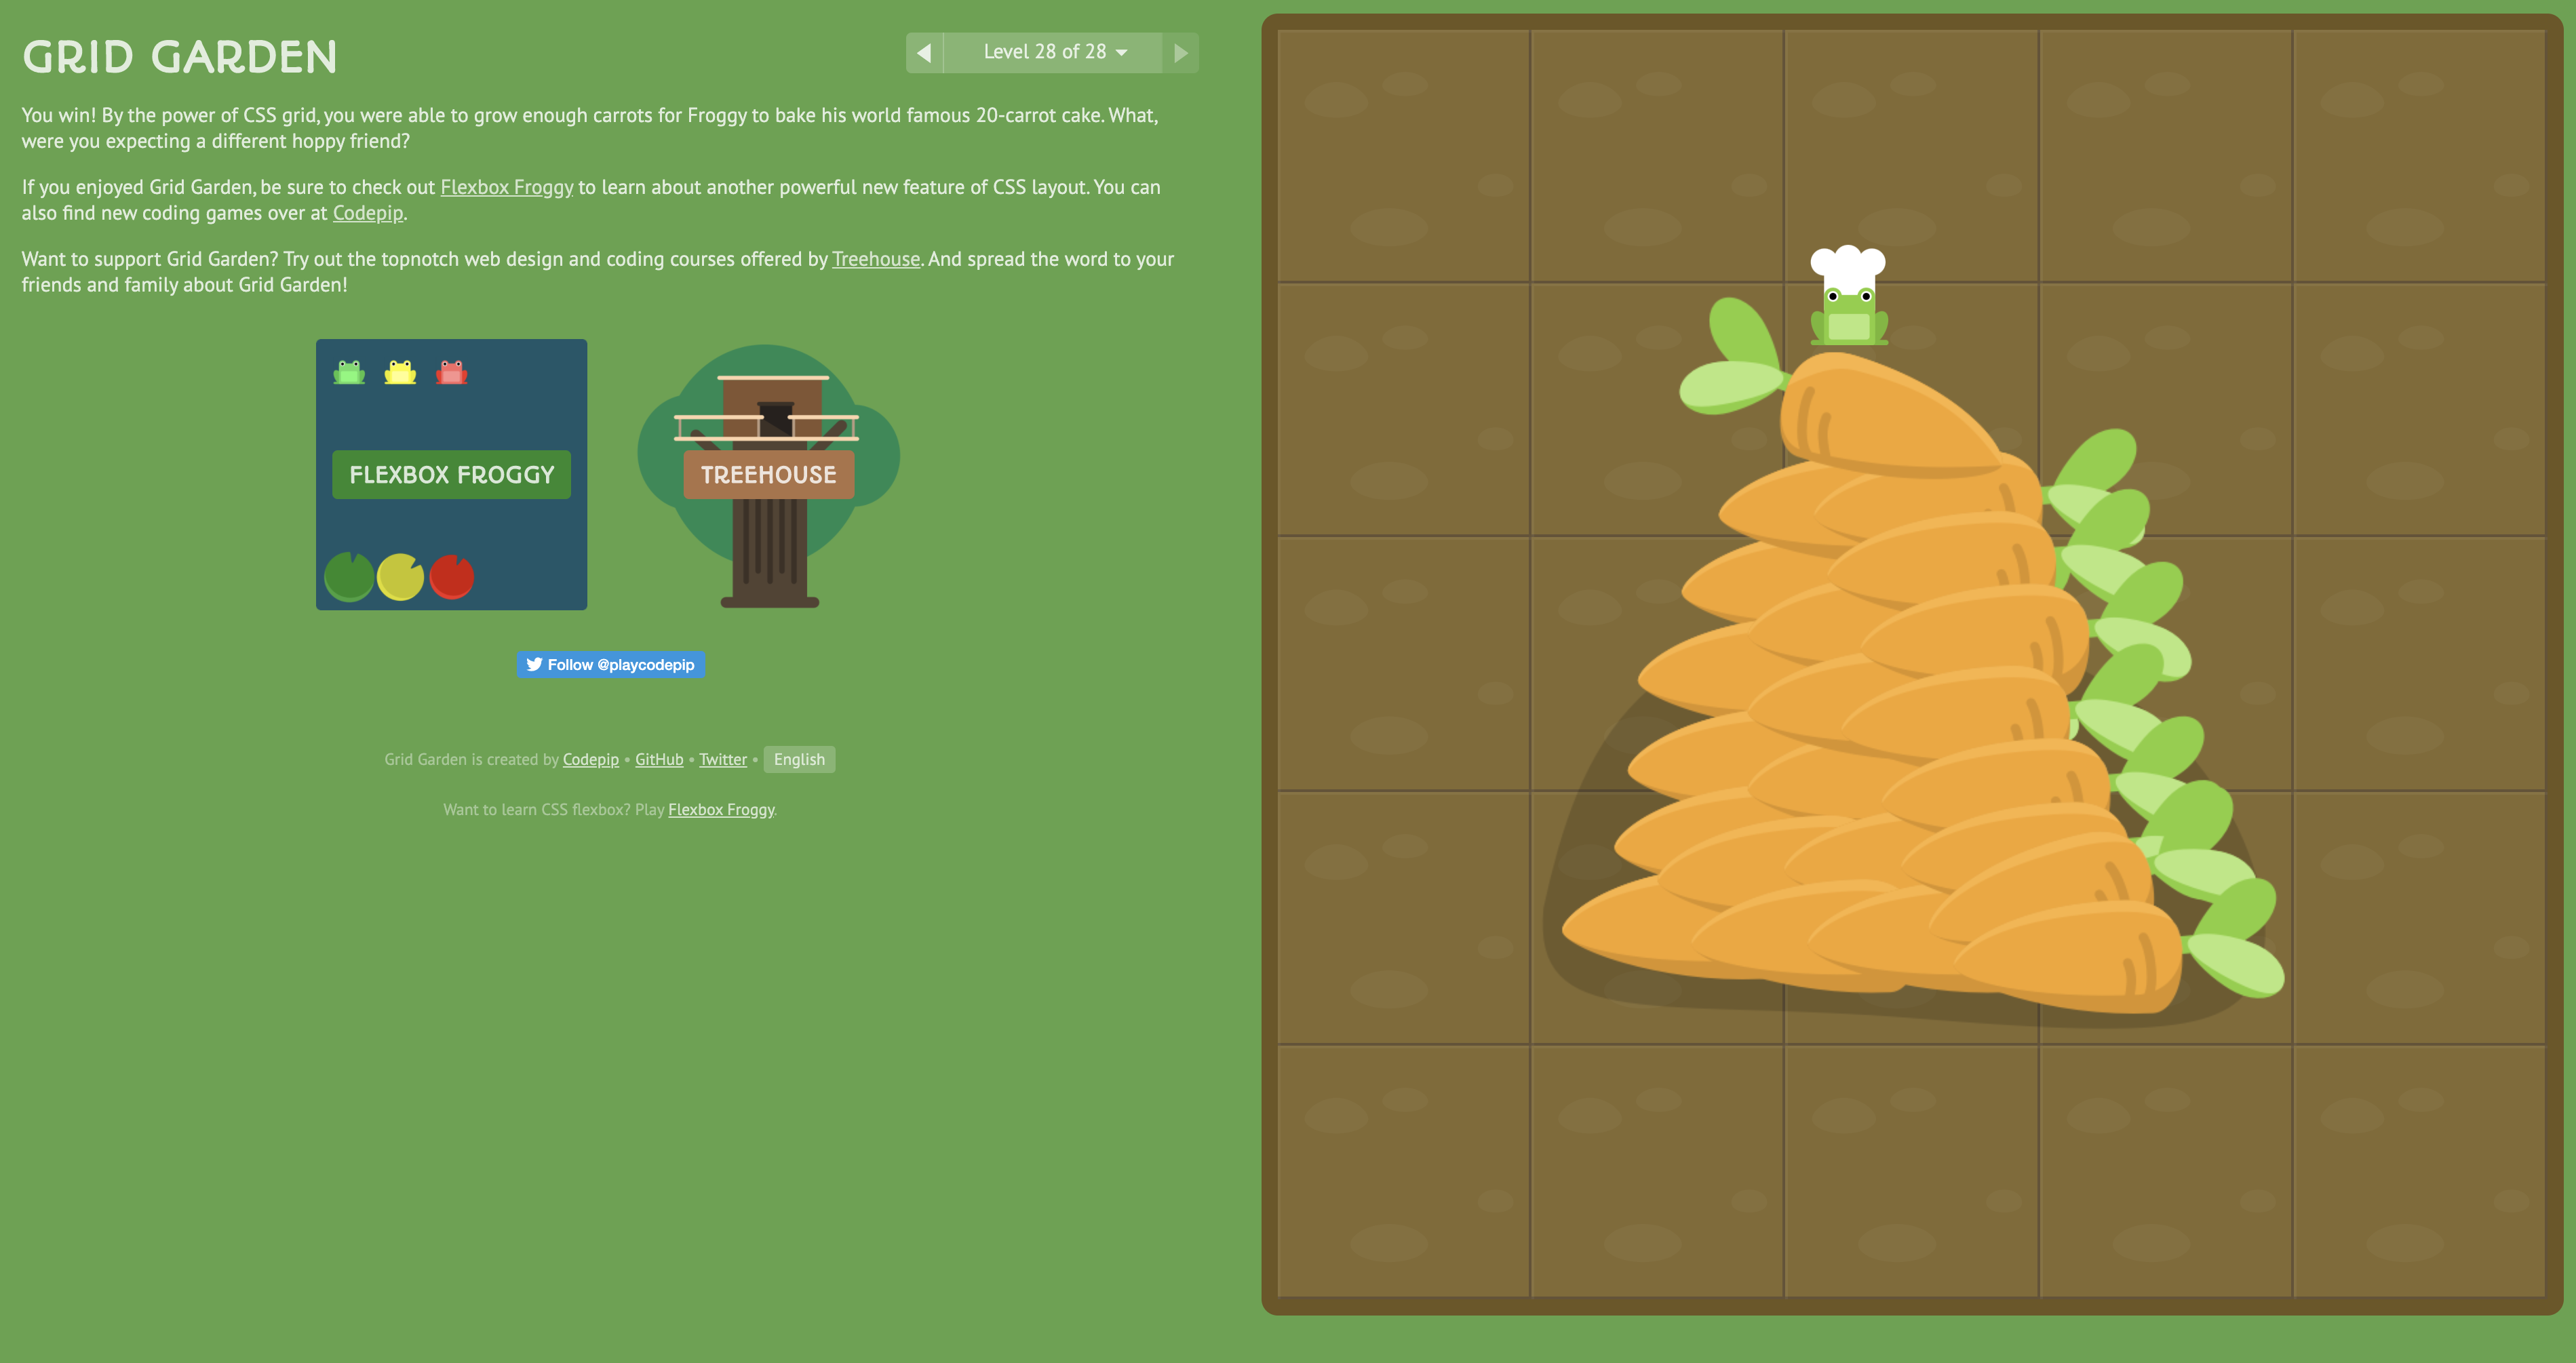 GRID GARDEN
Level 28 of 28
You win! By the power of CSS grid, you were able to grow enough carrots for Froggy to bake his world famous 20-carrot cake. What,
were you expecting a different hoppy friend?
If you enjoyed Grid Garden, be sure to check out Flexbox Froggy to learn about another powerful new feature of CSS layout. You can
also find new coding games over at Codepip.
Want to support Grid Garden? Try out the topnotch web design and coding courses offered by Treehouse. And spread the word to your
friends and family about Grid Garden!
FLEXBOX FROGGY
TREEHOUSE
Follow @playcodepip
Grid Garden is created by Codepip • GitHub • Twitter • English
Want to learn CSS flexbox? Play Flexbox Froggy.